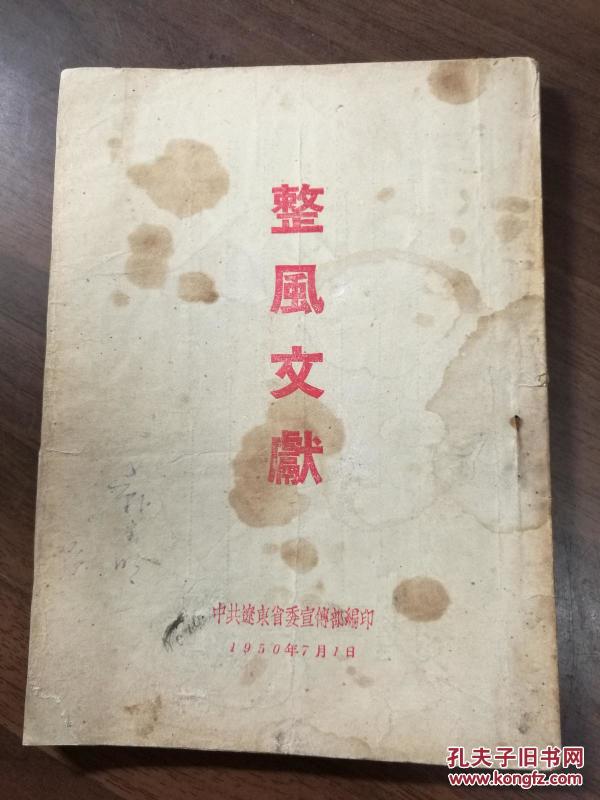 整風文獻
中共遼東省委宣傳部編印
1950年7月1日
孔夫子旧书网
www.kongfz.com